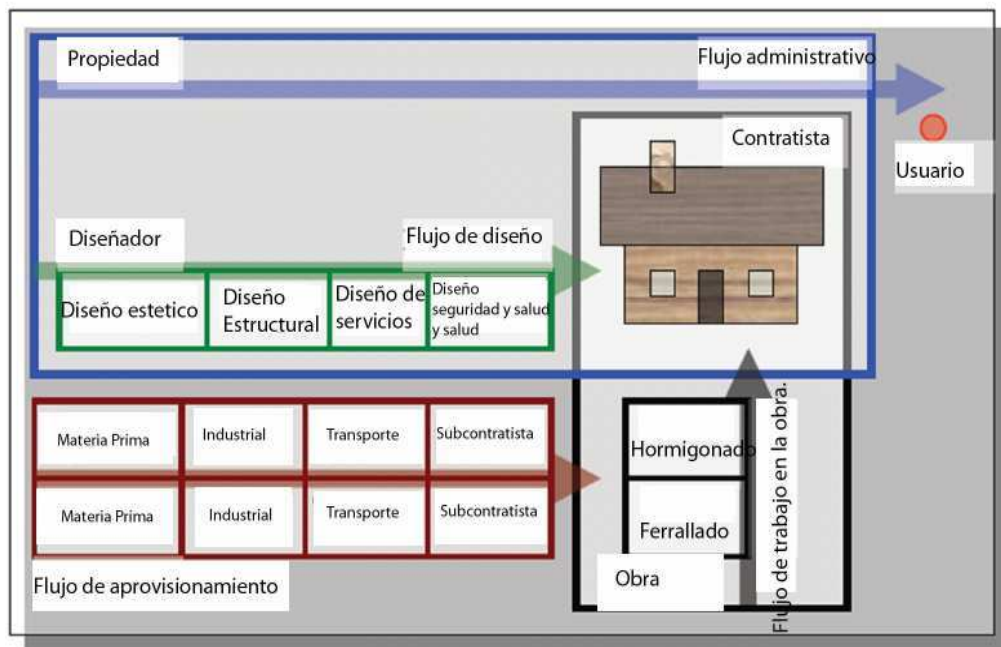 Propiedad
Flujo administrativo
Contratista
Usuario
Diseñador
Flujo de diseño
Diseño estetico
Diseño
Estructural
Diseño de
servicios
Diseño
seguridad y salud
y salud
Materia Prima
Industrial
Transporte
Subcontratista
Materia Prima
Industrial
Transporte
Subcontratista
Flujo de aprovisionamiento
Hormigonado
Ferrallado
Obra
Flujo de trabajo en la obra.